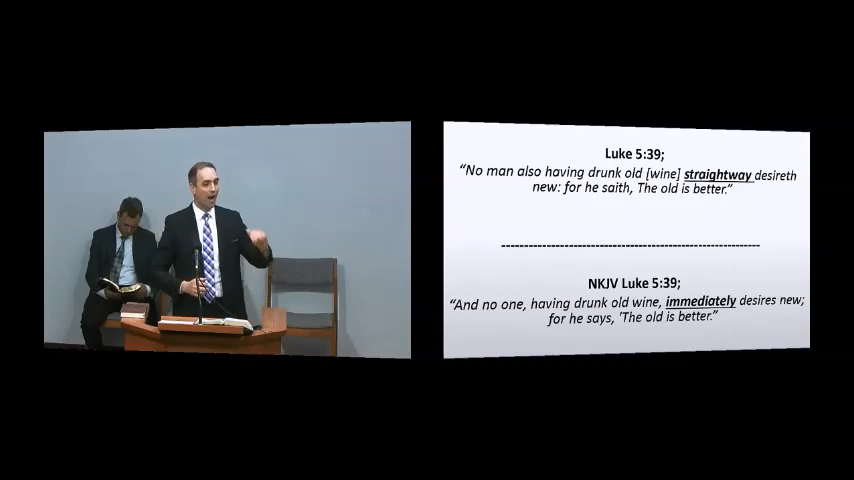 Luke 5:39;
“No man also having drunk old [wine] straightway desireth
new: for he saith, The old is better.”
--------------------------------------------------------------
NKJV Luke 5:39;
“And no one, having drunk old wine, immediately desires new;
for he says, 'The old is better.”